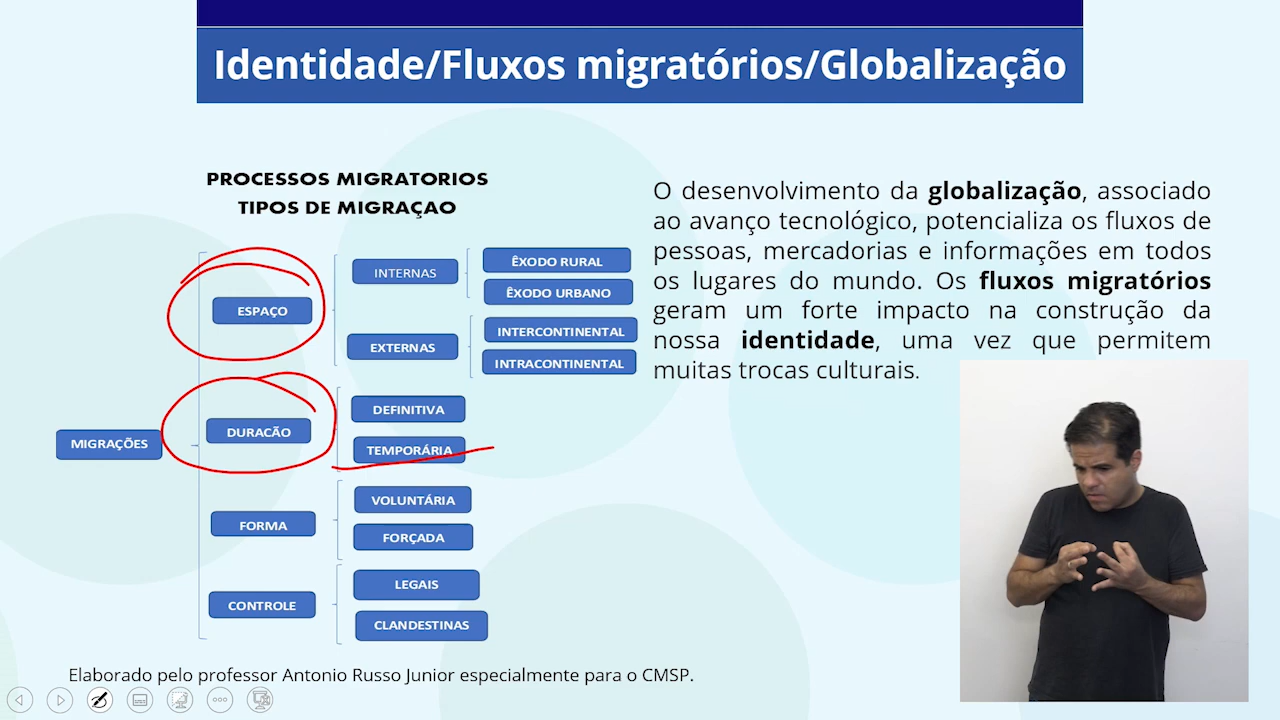 Identidade/Fluxos migratórios/Globalização
PROCESSOS MIGRATORIOS
TIPOS DE MIGRAÇAO
MIGRAÇÕES
ESPAÇO
INTERNAS
ÊXODO RURAL
ÊXODO URBANO
EXTERNAS
INTERCONTINENTAL
INTRACONTINENTAL
DURACÃO
DEFINITIVA
TEMPORÁRIA
FORMA
VOLUNTÁRIA
FORÇADA
CONTROLE
LEGAIS
CLANDESTINAS
O desenvolvimento da globalização, associado
ao avanço tecnológico, potencializa os fluxos de
pessoas, mercadorias e informações em todos
os lugares do mundo. Os fluxos migratórios
geram um forte impacto na construção da
nossa identidade, uma vez que permitem
muitas trocas culturais.
Elaborado pelo professor Antonio Russo Junior especialmente para o CMSP.